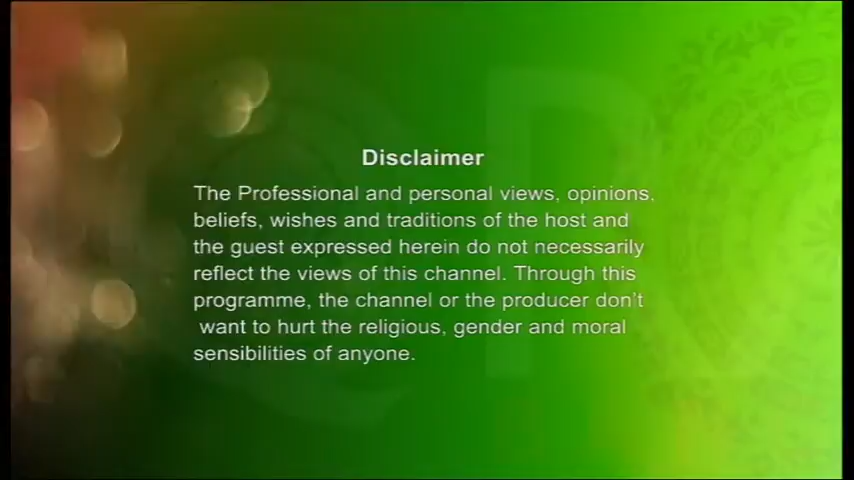 Disclaimer
The Professional and personal views, opinions,
beliefs, wishes and traditions of the host and
the guest expressed herein do not necessarily
reflect the views of this channel. Through this
programme, the channel or the producer don't
want to hurt the religious, gender and moral
sensibilities of anyone.